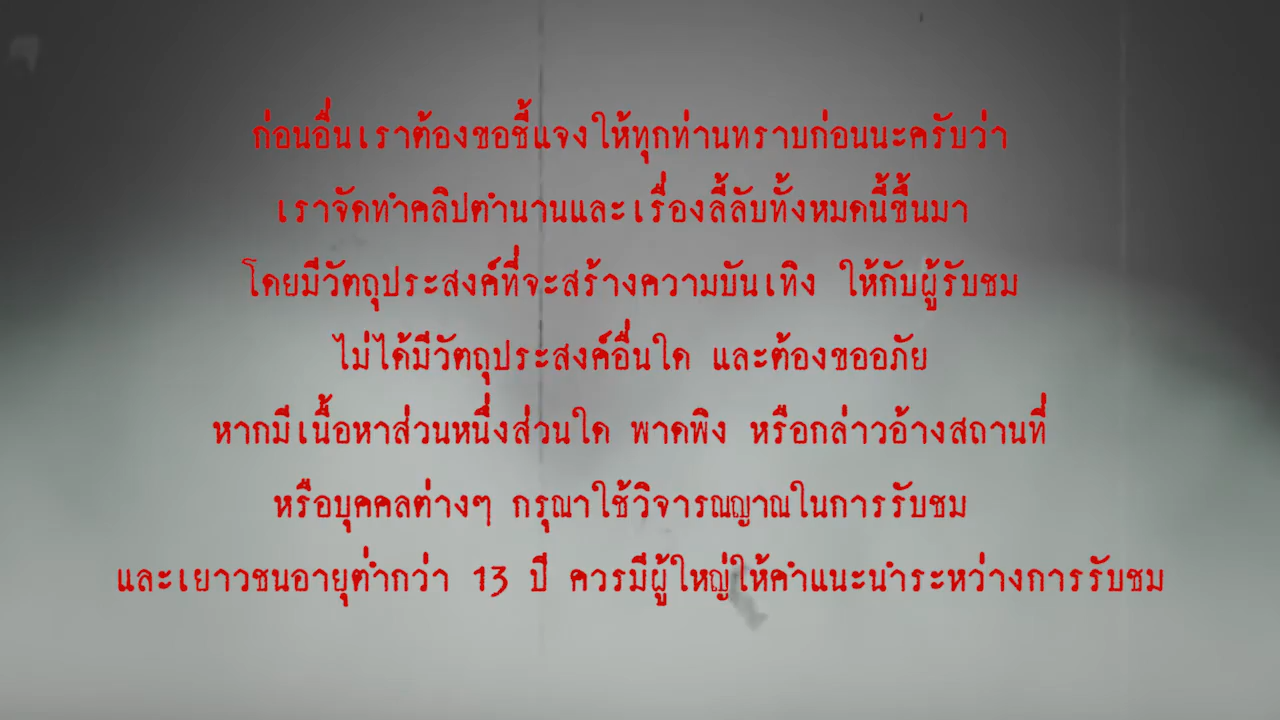 ก่อนอื่นเราต้องขอชี้แจงให้ทุกท่านทราบก่อนนะครับว่า
เราจัดทำคลิปตำนานและเรื่องลี้ลับทั้งหมดนี้ขึ้นมา
โดยมีวัตถุประสงค์ที่จะสร้างความบันเทิง ให้กับผู้รับชม
ไม่ได้มีวัตถุประสงค์อื่นใด และต้องขออภัย
หากมีเนื้อหาส่วนหนึ่งส่วนใด พาดพิง หรือกล่าวอ้างสถานที่
หรือบุคคลต่างๆ กรุณาใช้วิจารณญาณในการรับชม
และเยาวชนอายุต่ำกว่า 13 ปี ควรมีผู้ใหญ่ให้คำแนะนำระหว่างการรับชม